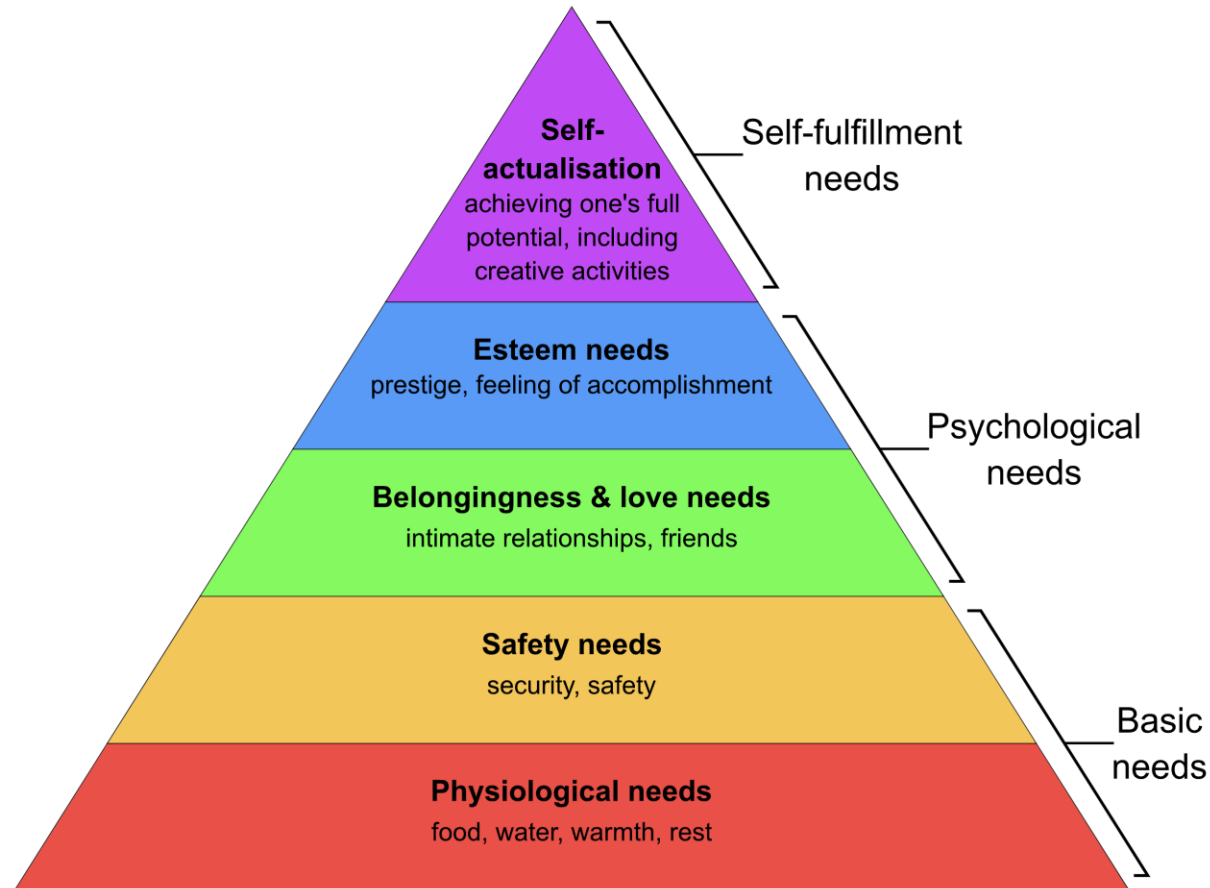 Self-
actualisation
achieving one's full
potential, including
creative activities
Self-fulfillment
needs
Esteem needs
prestige, feeling of accomplishment
Psychological
needs
Belongingness & love needs
intimate relationships, friends
Safety needs
security, safety
Basic
needs
Physiological needs
food, water, warmth, rest